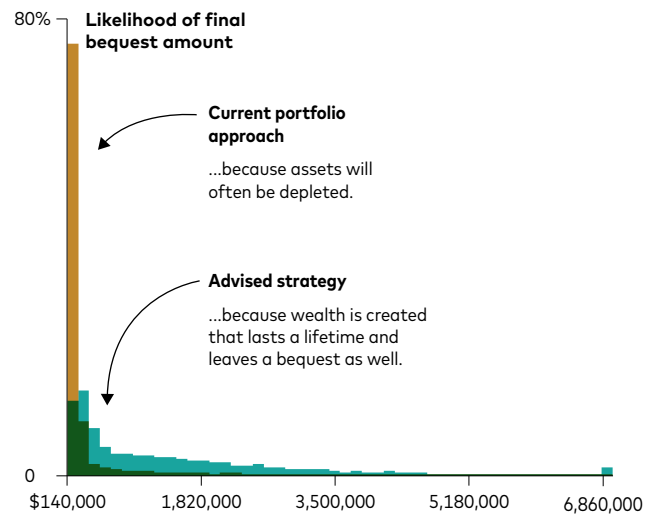 80%
Likelihood of final
bequest amount
Current portfolio
approach
...because assets will
often be depleted.
Advised strategy
...because wealth is created
that lasts a lifetime and
leaves a bequest as well.
0
$140,000
1,820,000
3,500,000
5,180,000
6,860,000